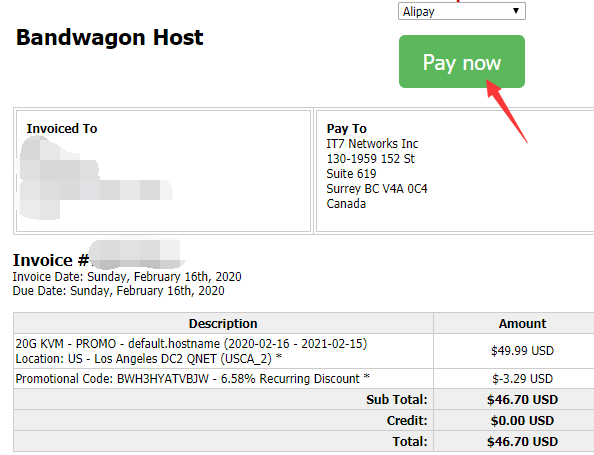 Alipay
Bandwagon Host
Pay now
Invoiced To
Pay To
IT7 Networks Inc
130-1959 152 St
Suite 619
Surrey BC V4A 0C4
Canada
Invoice #
Invoice Date: Sunday, February 16th, 2020
Due Date: Sunday, February 16th, 2020
Description Amount
20G KVM - PROMO - default.hostname (2020-02-16 - 2021-02-15)
Location: US - Los Angeles DC2 QNET (USCA_2) *
$49.99 USD
Promotional Code: BWH3HYATVBJW - 6.58% Recurring Discount * $-3.29 USD
Sub Total: $46.70 USD
Credit: $0.00 USD
Total: $46.70 USD